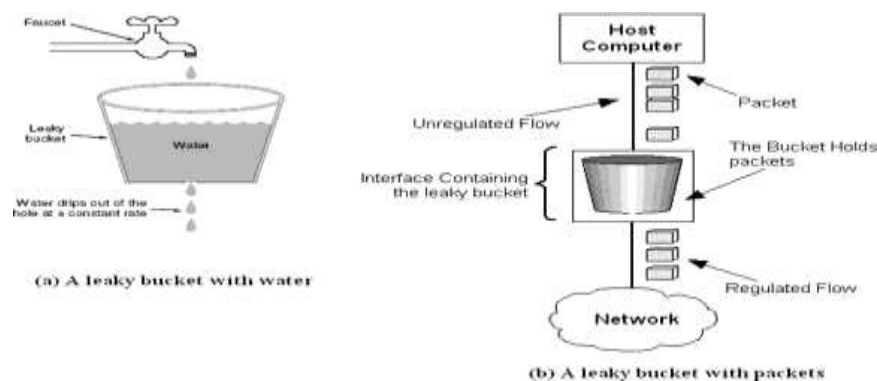 Faucet
Leaky
bucket
Water
Water drips out of the
hole at a constant rate
(a) A leaky bucket with water
Host
Computer
Packet
Unregulated Flow
The Bucket Holds
packets
Interface Containing
the leaky bucket
Regulated Flow
Network
(b) A leaky bucket with packets